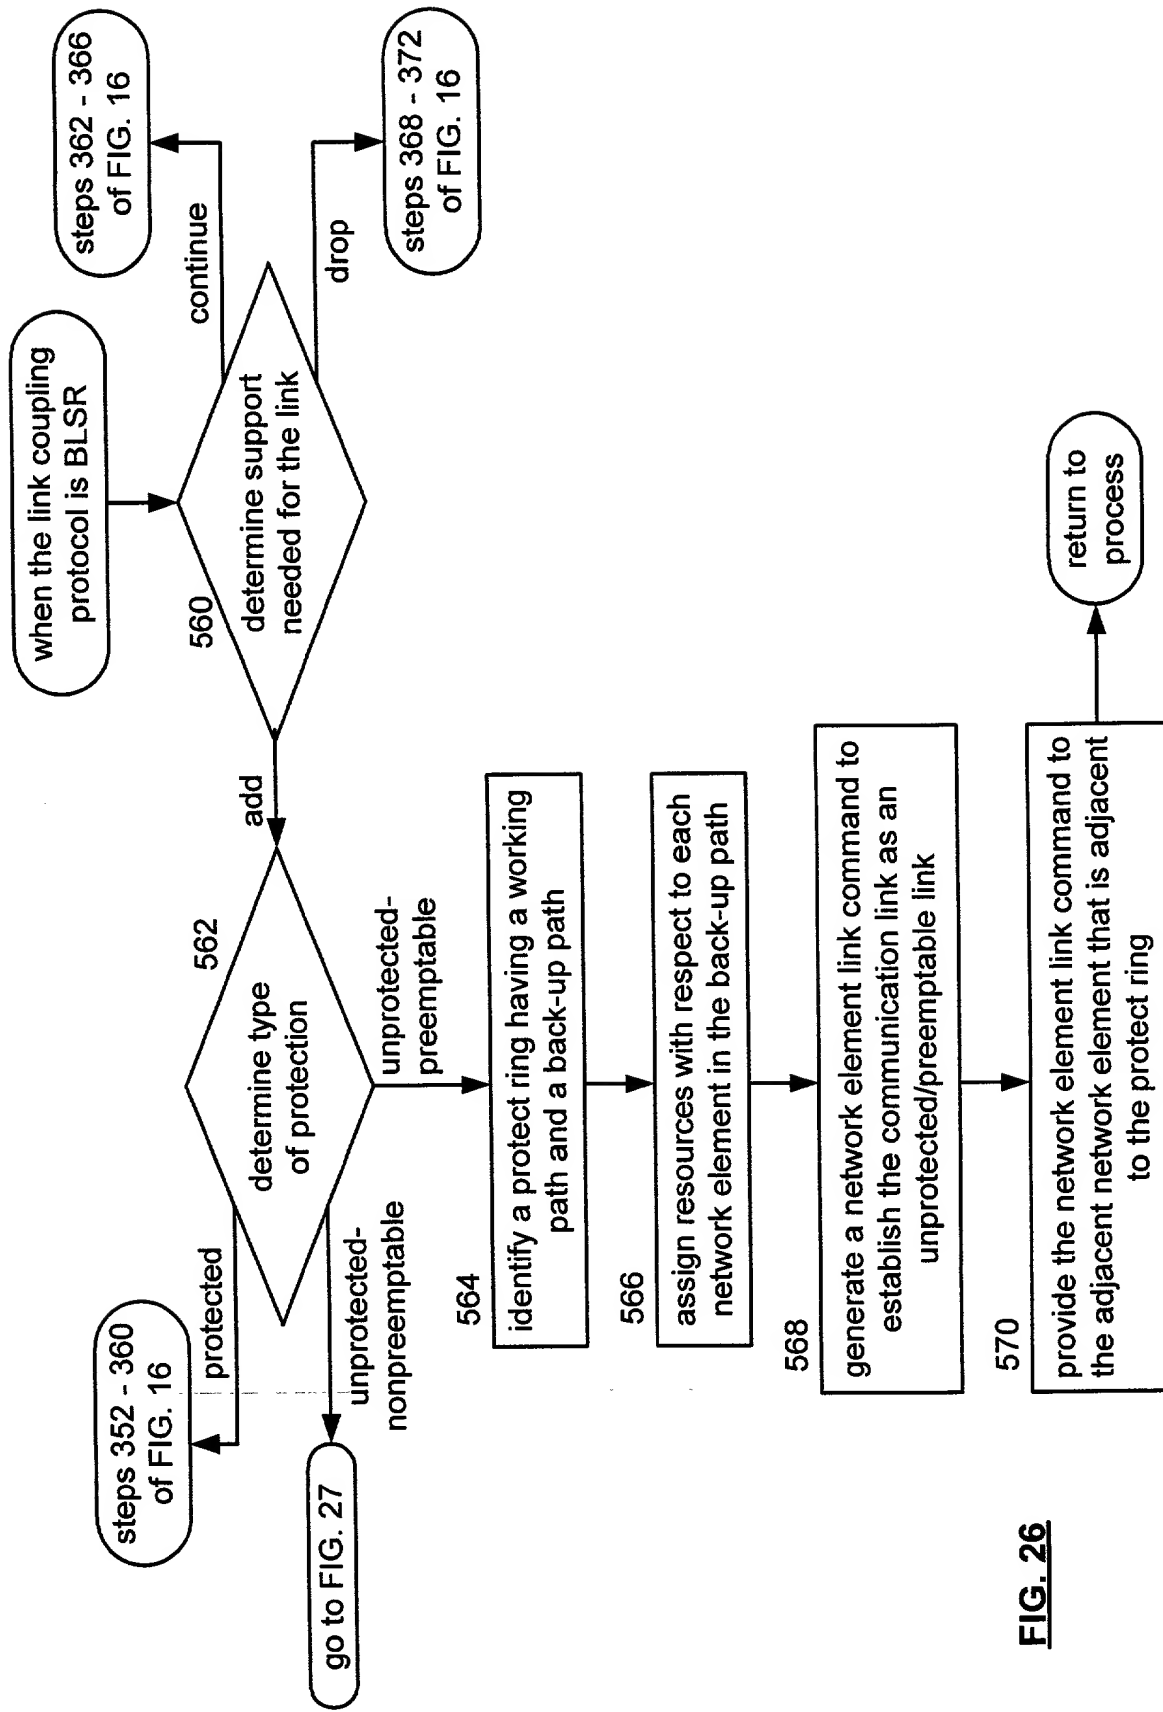 when the link coupling
protocol is BLSR
560
determine support
needed for the link
continue
steps 362 - 366
of FIG. 16
drop
steps 368 - 372
of FIG. 16
add
562
determine type
of protection
protected
steps 352 - 360
of FIG. 16
unprotected-
nonpreemptable
go to FIG. 27
unprotected-
preemptable
564
identify a protect ring having a working
path and a back-up path
566
assign resources with respect to each
network element in the back-up path
568
generate a network element link command to
establish the communication link as an
unprotected/preemptable link
570
provide the network element link command to
the adjacent network element that is adjacent
to the protect ring
return to
process
FIG. 26